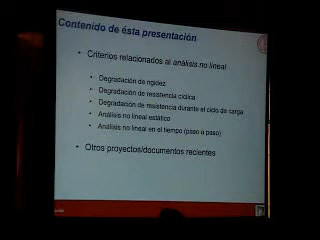 Contenido de ésta presentación
• Criterios relacionados al análisis no lineal
• Degradación de rigidez
• Degradación de resistencia cíclica
• Degradación de resistencia durante el ciclo de carga
• Análisis no lineal estático
• Análisis no lineal en el tiempo (paso a paso)
• Otros proyectos/documentos recientes